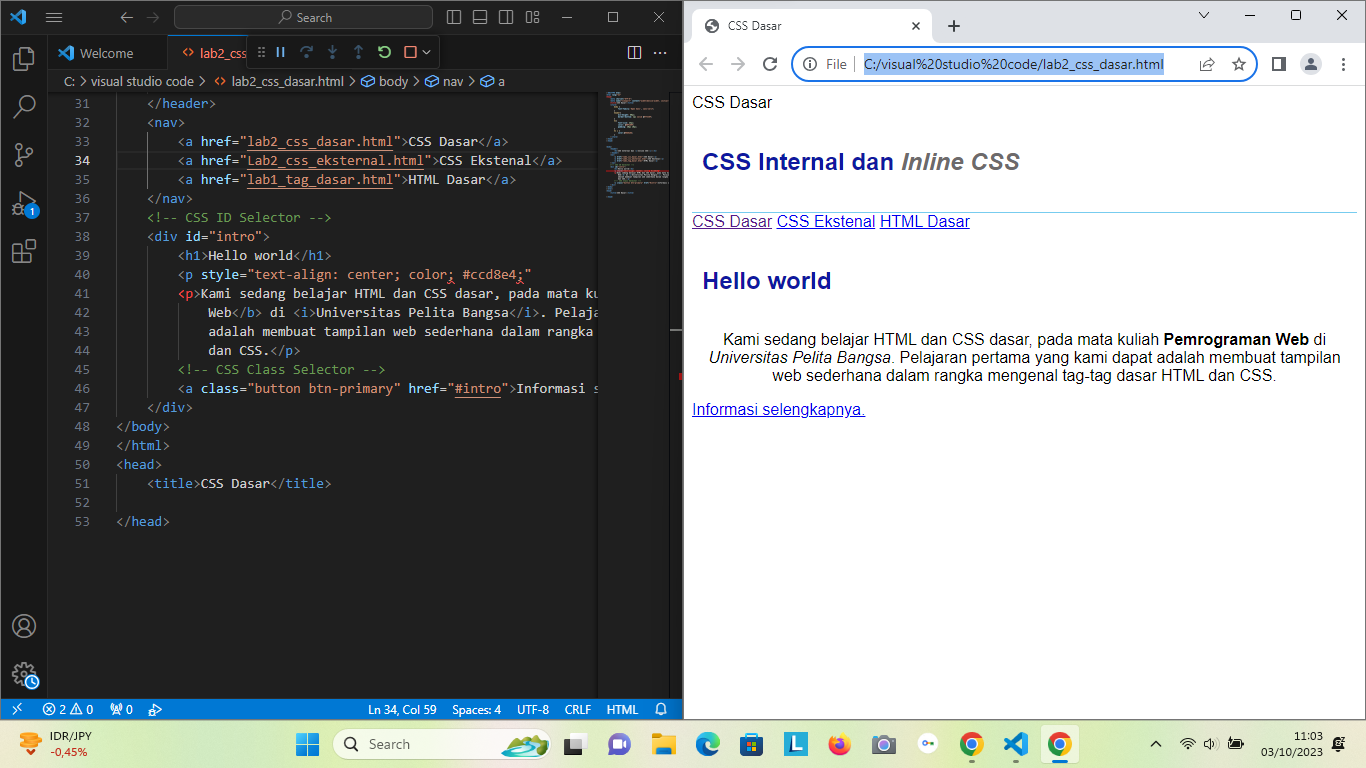 Search
Welcome
lab2_css
C: > visual studio code > lab2_css_dasar.html > body > nav > a
31 </header>
32 <nav>
33 <a href="lab2_css_dasar.html">CSS Dasar</a>
34 <a href="Lab2_css_eksternal.html">CSS Ekstenal</a>
35 <a href="lab1_tag_dasar.html">HTML Dasar</a>
36 </nav>
37 <!-- CSS ID Selector -->
38 <div id="intro">
39 <h1>Hello world</h1>
40 <p style="text-align: center; color; #ccd8e4;"
41 <p>Kami sedang belajar HTML dan CSS dasar, pada mata ku
42 Web</b> di <i>Universitas Pelita Bangsa</i>. Pelaja
43 adalah membuat tampilan web sederhana dalam rangka
44 dan CSS.</p>
45 <!-- CSS Class Selector -->
46 <a class="button btn-primary" href="#intro">Informasi s
47 </div>
48 </body>
49 </html>
50 <head>
51 <title>CSS Dasar</title>
52
53 </head>
1
2 0 0
Ln 34, Col 59 Spaces: 4 UTF-8 CRLF HTML
CSS Dasar
File C:/visual%20studio%20code/lab2_css_dasar.html
CSS Dasar
CSS Internal dan Inline CSS
CSS Dasar CSS Ekstenal HTML Dasar
Hello world
Kami sedang belajar HTML dan CSS dasar, pada mata kuliah Pemrograman Web di
Universitas Pelita Bangsa. Pelajaran pertama yang kami dapat adalah membuat tampilan
web sederhana dalam rangka mengenal tag-tag dasar HTML dan CSS.
Informasi selengkapnya.
IDR/JPY
-0,45%
Search
L
11:03
03/10/2023